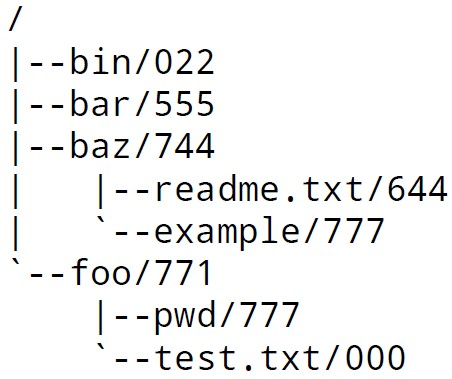 /
|--bin/022
|--bar/555
|--baz/744
|   |--readme.txt/644
|   `--example/777
`--foo/771
    |--pwd/777
    `--test.txt/000